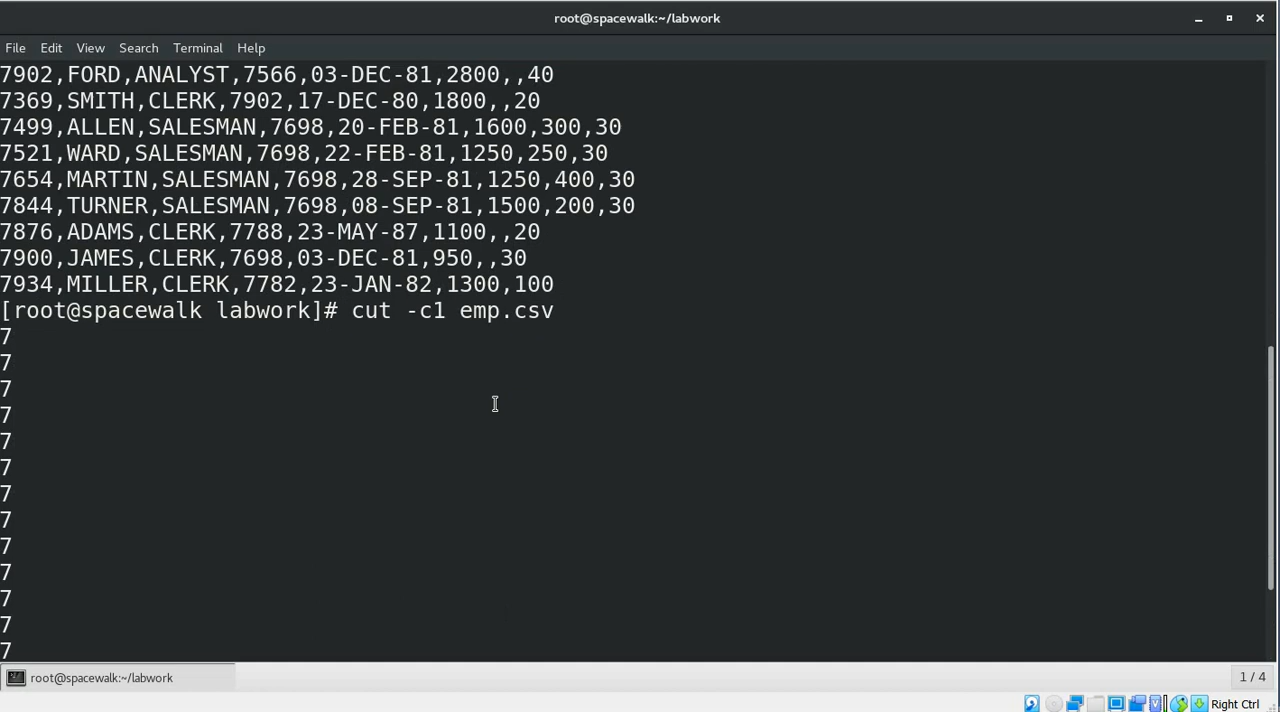 root@spacewalk:~/labwork
File Edit View Search Terminal Help
7902,FORD,ANALYST,7566,03-DEC-81,2800,,40
7369,SMITH,CLERK,7902,17-DEC-80,1800,,20
7499,ALLEN,SALESMAN,7698,20-FEB-81,1600,300,30
7521,WARD,SALESMAN,7698,22-FEB-81,1250,250,30
7654,MARTIN,SALESMAN,7698,28-SEP-81,1250,400,30
7844,TURNER,SALESMAN,7698,08-SEP-81,1500,200,30
7876,ADAMS,CLERK,7788,23-MAY-87,1100,,20
7900,JAMES,CLERK,7698,03-DEC-81,950,,30
7934,MILLER,CLERK,7782,23-JAN-82,1300,100
[root@spacewalk labwork]# cut -c1 emp.csv
7
7
7
7
7
7
7
7
7
7
7
7
7
root@spacewalk:~/labwork 1 / 4
Right Ctrl